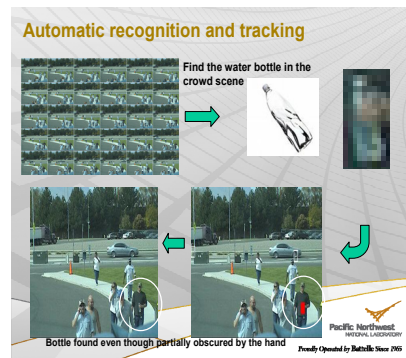 Automatic recognition and tracking
Find the water bottle in the
crowd scene
Bottle found even though partially obscured by the hand
Pacific Northwest
NATIONAL LABORATORY
Proudly Operated by Battelle Since 1965